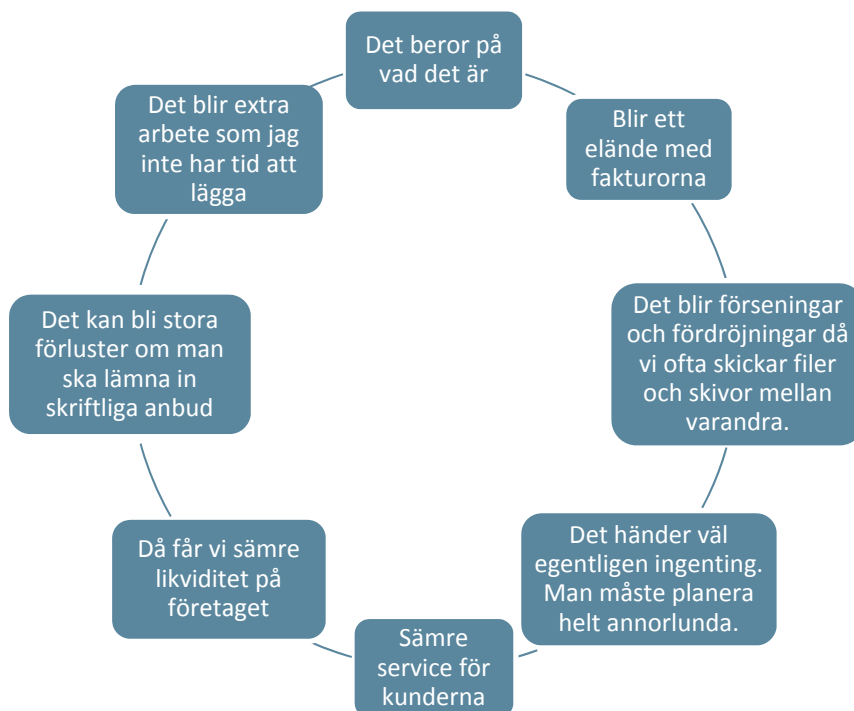 Det beror på
vad det är
Blir ett
elände med
fakturorna
Det blir förseningar
och fördröjningar då
vi ofta skickar filer
och skivor mellan
varandra.
Det händer väl
egentligen ingenting.
Man måste planera
helt annorlunda.
Sämre
service för
kunderna
Då får vi sämre
likviditet på
företaget
Det kan bli stora
förluster om man
ska lämna in
skriftliga anbud
Det blir extra
arbete som jag
inte har tid att
lägga